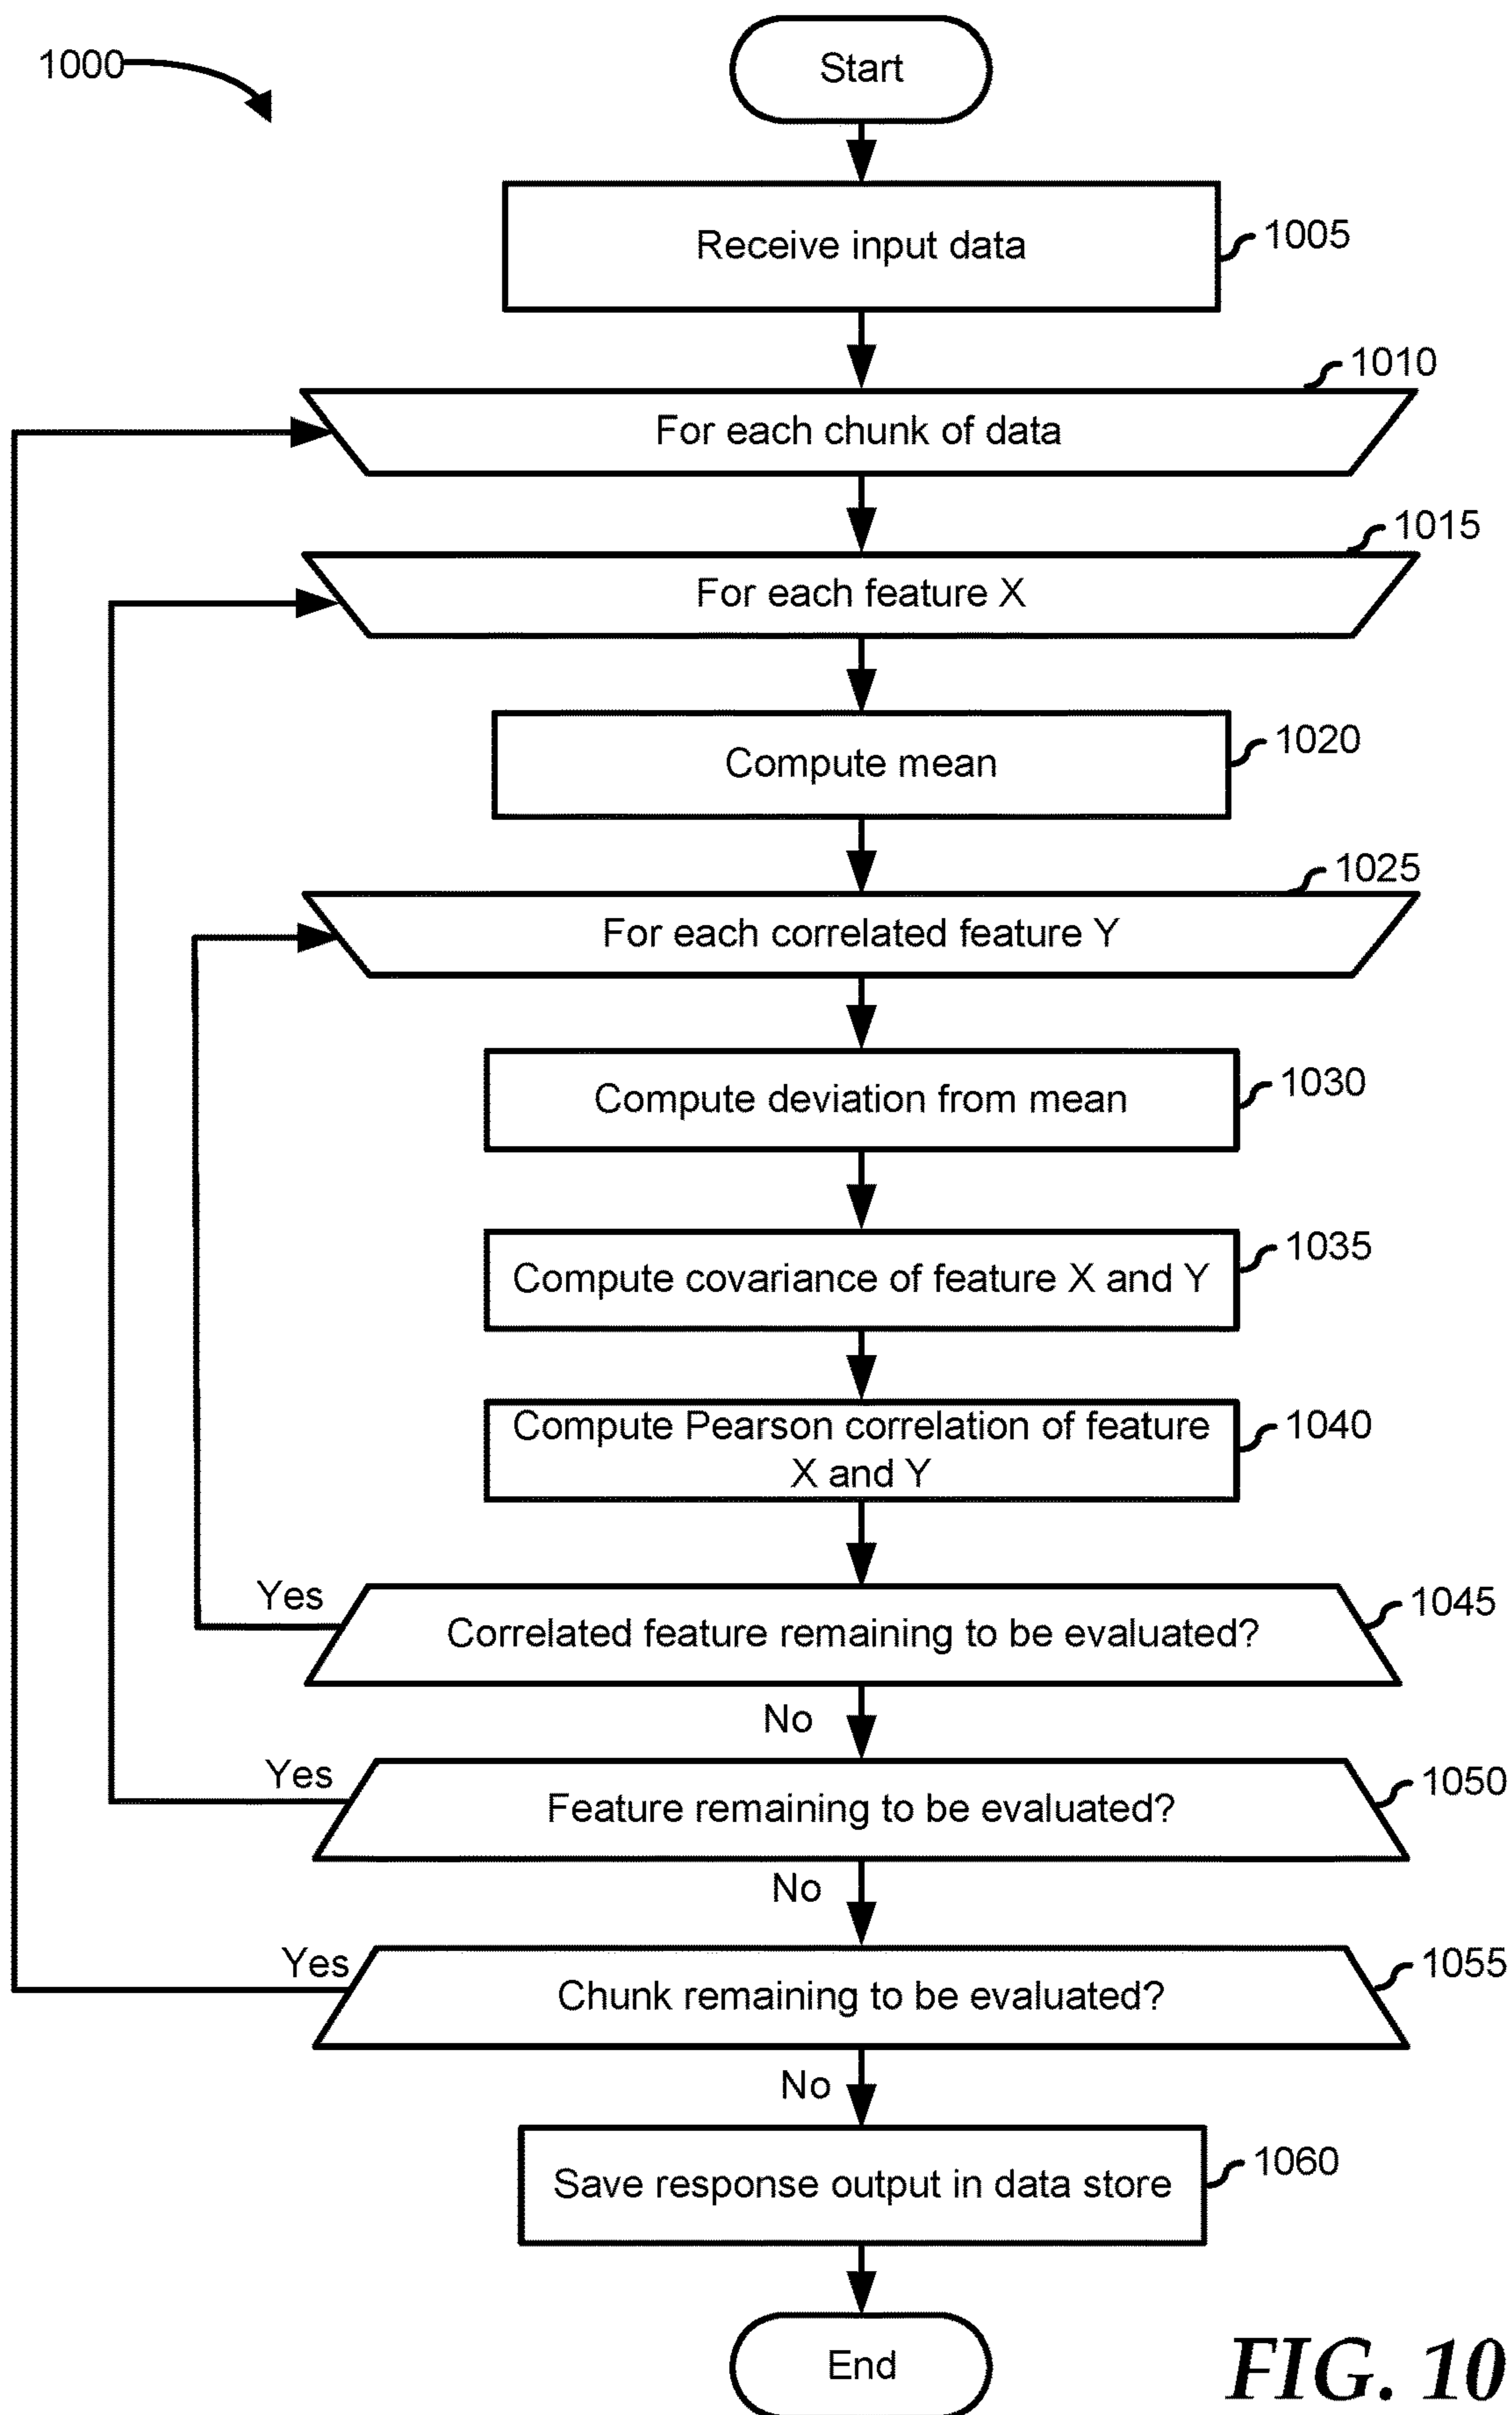 1000
Start
Receive input data
1005
1010
For each chunk of data
1015
For each feature X
Compute mean
1020
1025
For each correlated feature Y
Compute deviation from mean
1030
Compute covariance of feature X and Y
1035
Compute Pearson correlation of feature
X and Y
1040
Yes
Correlated feature remaining to be evaluated?
1045
No
Yes
Feature remaining to be evaluated?
1050
No
Yes
Chunk remaining to be evaluated?
1055
No
Save response output in data store
1060
End
FIG. 10